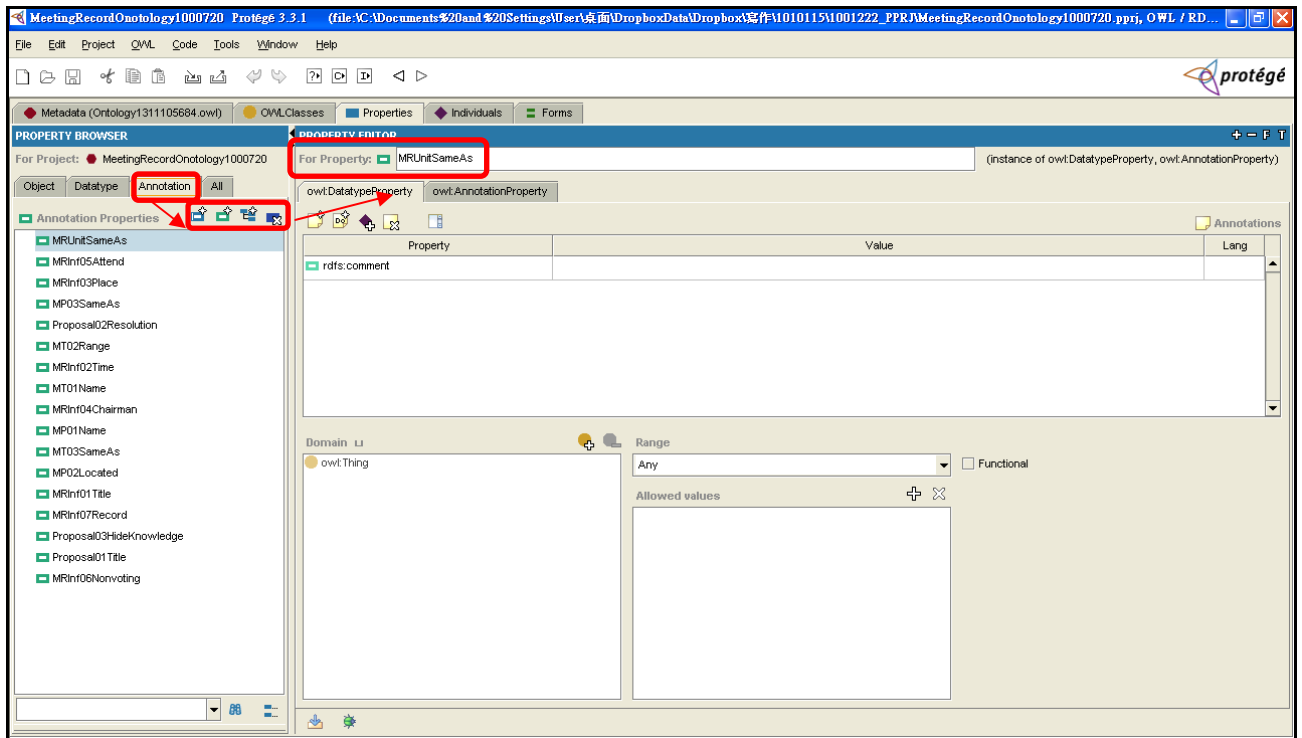 MeetingRecordOnotology1000720 Protégé 3.3.1 (file:\C:\Documents%20and%20Settings\User\桌面\DropboxData\Dropbox\寫作\1010115\1001222_PPRJ\MeetingRecordOnotology1000720.pprj, OWL / RD...
File Edit Project OWL Code Tools Window Help
protégé
Metadata (Ontology1311105684.owl) OWLClasses Properties Individuals Forms
PROPERTY BROWSER PROPERTY EDITOR
For Project: MeetingRecordOnotology1000720 For Property: MRUnitSameAs (instance of owl:DatatypeProperty, owl:AnnotationProperty)
Object Datatype Annotation All owl:DatatypeProperty owl:AnnotationProperty
Annotation Properties Annotations
Property Value Lang
rdfs:comment
MRUnitSameAs
MRInf05Attend
MRInf03Place
MP03SameAs
Proposal02Resolution
MT02Range
MRInf02Time
MT01Name
MRInf04Chairman
MP01Name
MT03SameAs
MP02Located
MRInf01Title
MRInf07Record
Proposal03HideKnowledge
Proposal01Title
MRInf06Nonvoting
Domain ⊔ Range
owl:Thing Any Functional
Allowed values